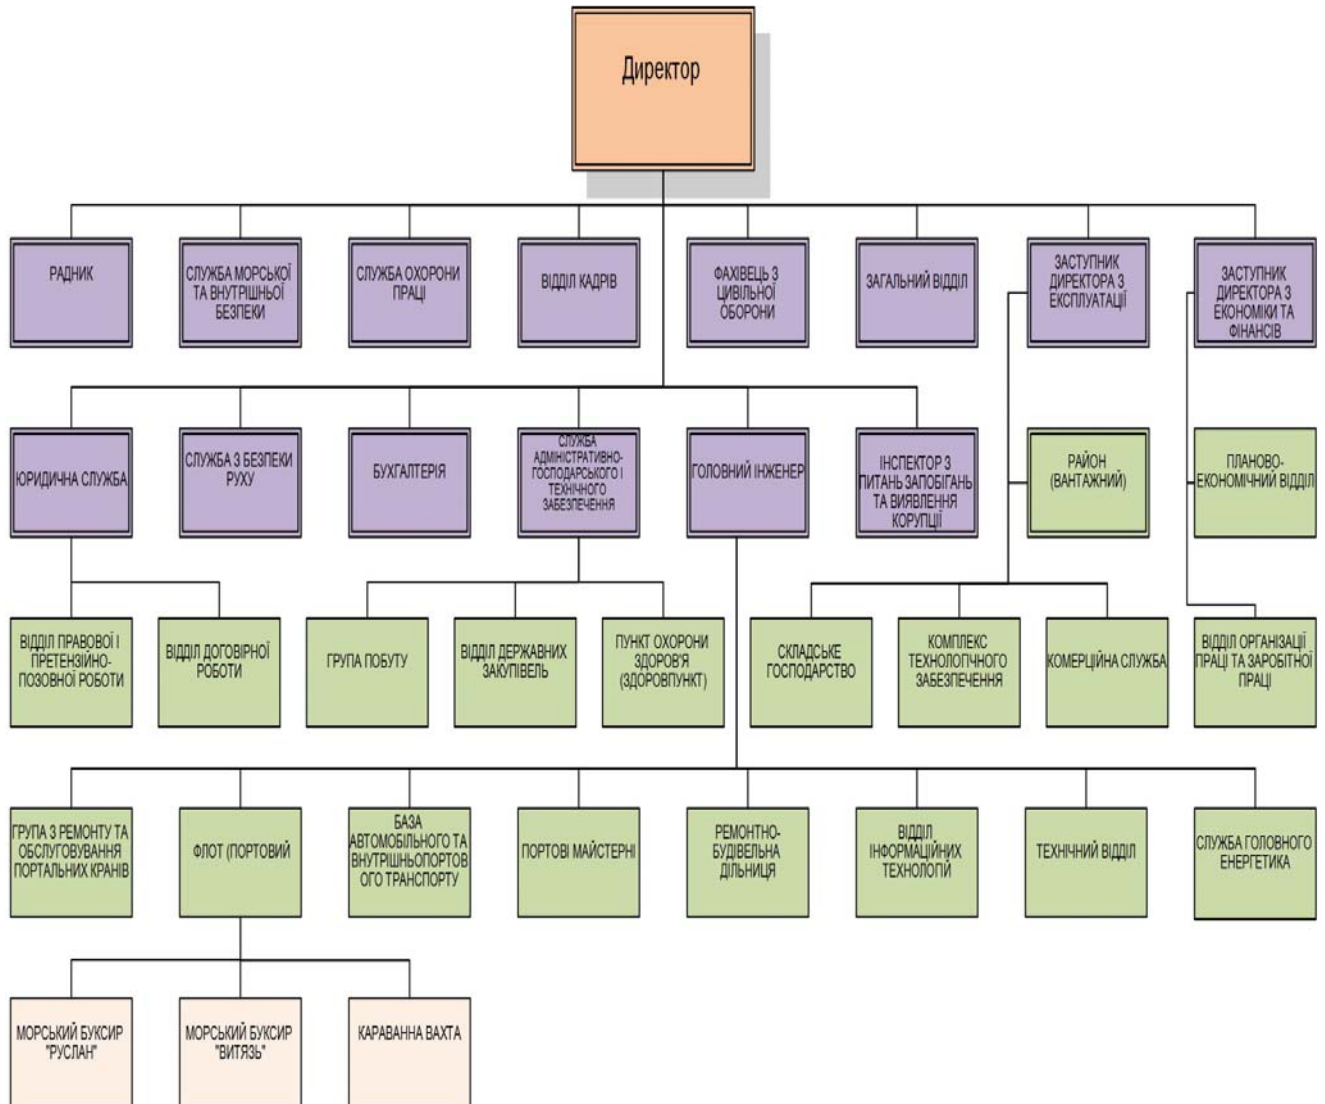 Директор
РАДНИК
СЛУЖБА МОРСЬКОЇ
ТА ВНУТРІШНЬОЇ
БЕЗПЕКИ
СЛУЖБА ОХОРОНИ
ПРАЦІ
ВІДДІЛ КАДРІВ
ФАХІВЕЦЬ З
ЦИВІЛЬНОЇ
ОБОРОНИ
ЗАГАЛЬНИЙ ВІДДІЛ
ЗАСТУПНИК
ДИРЕКТОРА З
ЕКСПЛУАТАЦІЇ
ЗАСТУПНИК
ДИРЕКТОРА З
ЕКОНОМІКИ ТА
ФІНАНСІВ
ЮРИДИЧНА СЛУЖБА
СЛУЖБА З БЕЗПЕКИ
РУХУ
БУХГАЛТЕРІЯ
СЛУЖБА
АДМІНІСТРАТИВНО-
ГОСПОДАРСЬКОГО І
ТЕХНІЧНОГО
ЗАБЕЗПЕЧЕННЯ
ГОЛОВНИЙ ІНЖЕНЕР
ІНСПЕКТОР З
ПИТАНЬ ЗАПОБІГАНЬ
ТА ВИЯВЛЕННЯ
КОРУПЦІЇ
РАЙОН
(ВАНТАЖНИЙ)
ПЛАНОВО-
ЕКОНОМІЧНИЙ ВІДДІЛ
ВІДДІЛ ПРАВОВОЇ І
ПРЕТЕНЗІЙНО-
ПОЗОВНОЇ РОБОТИ
ВІДДІЛ ДОГОВІРНОЇ
РОБОТИ
ГРУПА ПОБУТУ
ВІДДІЛ ДЕРЖАВНИХ
ЗАКУПІВЕЛЬ
ПУНКТ ОХОРОНИ
ЗДОРОВ'Я
(ЗДОРОВПУНКТ)
СКЛАДСЬКЕ
ГОСПОДАРСТВО
КОМПЛЕКС
ТЕХНОЛОГІЧНОГО
ЗАБЕЗПЕЧЕННЯ
КОМЕРЦІЙНА СЛУЖБА
ВІДДІЛ ОРГАНІЗАЦІЇ
ПРАЦІ ТА ЗАРОБІТНОЇ
ПРАЦІ
ГРУПА З РЕМОНТУ ТА
ОБСЛУГОВУВАННЯ
ПОРТАЛЬНИХ КРАНІВ
ФЛОТ (ПОРТОВИЙ
БАЗА
АВТОМОБІЛЬНОГО ТА
ВНУТРІШНЬОПОРТОВ
ОГО ТРАНСПОРТУ
ПОРТОВІ МАЙСТЕРНІ
РЕМОНТНО-
БУДІВЕЛЬНА
ДІЛЬНИЦЯ
ВІДДІЛ
ІНФОРМАЦІЙНИХ
ТЕХНОЛОГІЙ
ТЕХНІЧНИЙ ВІДДІЛ
СЛУЖБА ГОЛОВНОГО
ЕНЕРГЕТИКА
МОРСЬКИЙ БУКСИР
"РУСЛАН"
МОРСЬКИЙ БУКСИР
"ВИТЯЗЬ"
КАРАВАННА ВАХТА